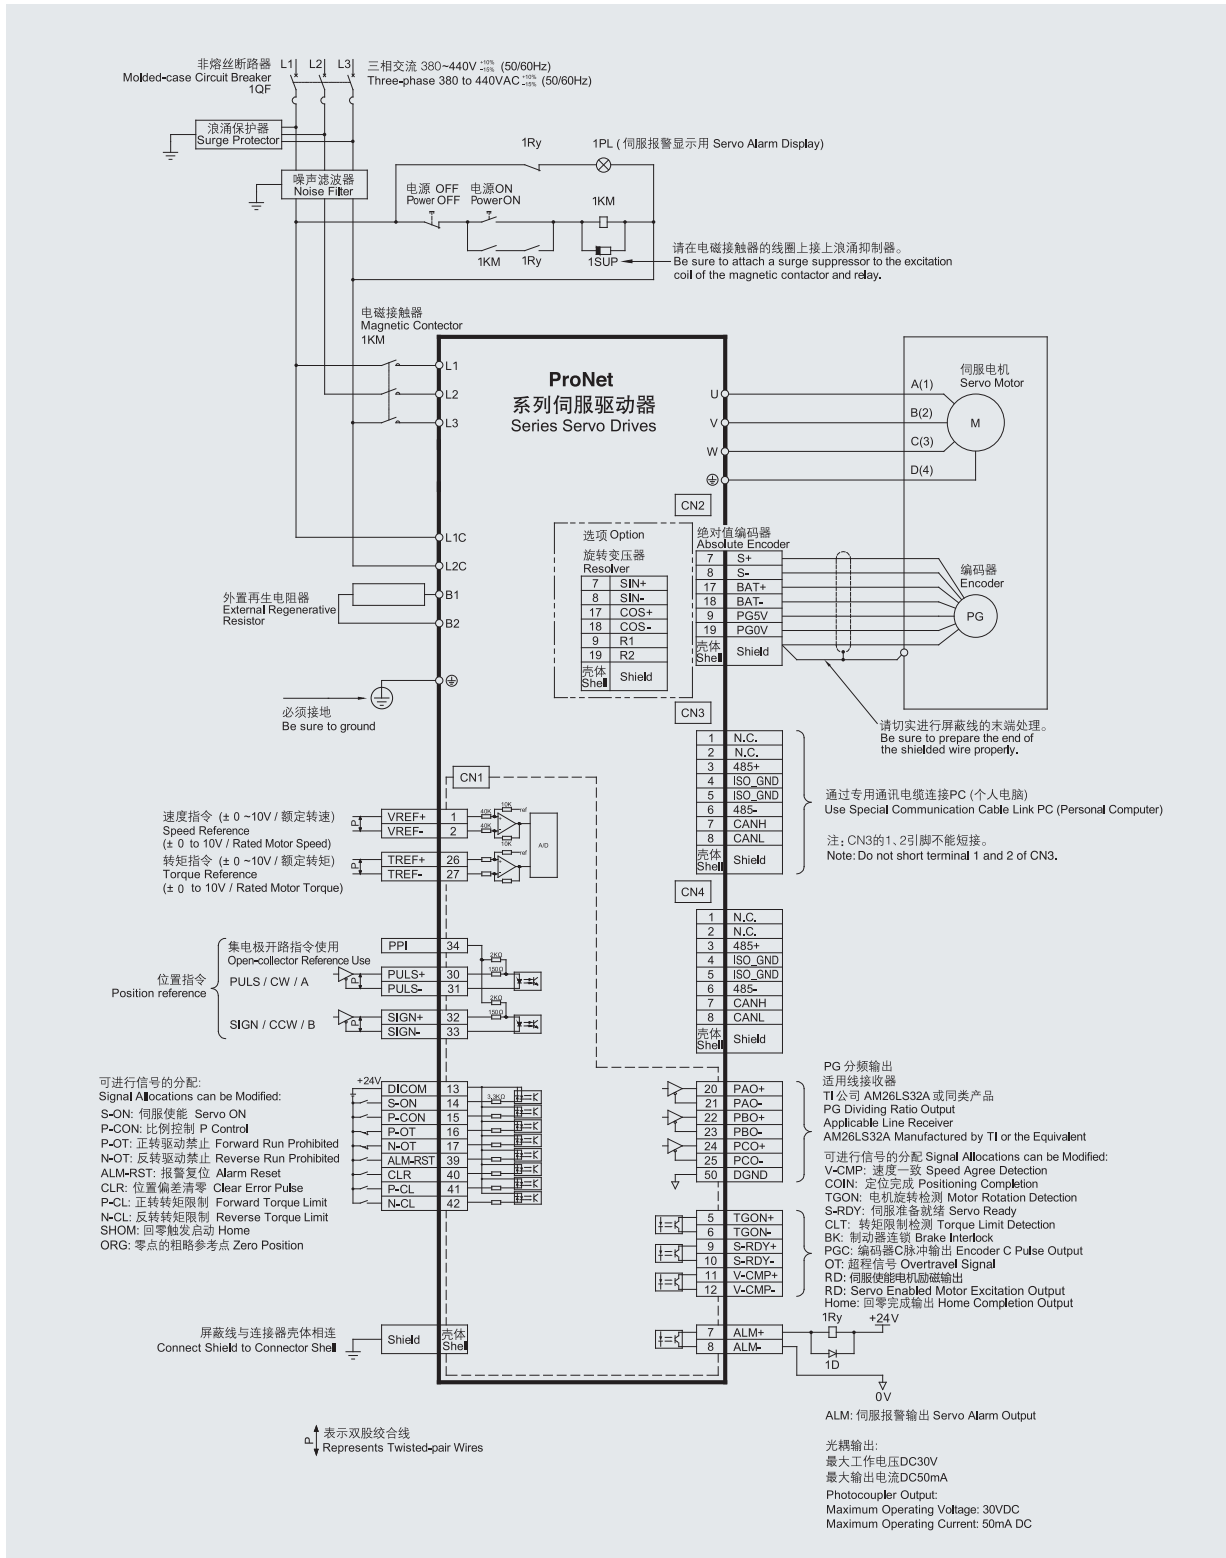 非熔丝断路器
Molded-case Circuit Breaker
1QF
L1 L2 L3
三相交流 380~440V +10% -15% (50/60Hz)
Three-phase 380 to 440VAC +10% -15% (50/60Hz)
浪涌保护器
Surge Protector
噪声滤波器
Noise Filter
1Ry
1PL ( 伺服报警显示用 Servo Alarm Display)
电源 OFF
Power OFF
电源ON
PowerON
1KM
1KM
1Ry
1SUP
请在电磁接触器的线圈上接上浪涌抑制器。
Be sure to attach a surge suppressor to the excitation
coil of the magnetic contactor and relay.
电磁接触器
Magnetic Contector
1KM
L1
L2
L3
ProNet
系列伺服驱动器
Series Servo Drives
U
V
W
A(1)
B(2)
C(3)
D(4)
伺服电机
Servo Motor
M
CN2
L1C
L2C
B1
B2
外置再生电阻器
External Regenerative
Resistor
必须接地
Be sure to ground
选项 Option
旋转变压器
Resolver
7 SIN+
8 SIN-
17 COS+
18 COS-
9 R1
19 R2
壳体
Shell Shield
绝对值编码器
Absolute Encoder
7 S+
8 S-
17 BAT+
18 BAT-
9 PG5V
19 PG0V
壳体
Shell Shield
编码器
Encoder
PG
请切实进行屏蔽线的末端处理。
Be sure to prepare the end of
the shielded wire properly.
CN3
1 N.C.
2 N.C.
3 485+
4 ISO_GND
5 ISO_GND
6 485-
7 CANH
8 CANL
壳体
Shell Shield
通过专用通讯电缆连接PC (个人电脑)
Use Special Communication Cable Link PC (Personal Computer)
注: CN3的1、2引脚不能短接。
Note: Do not short terminal 1 and 2 of CN3.
CN4
1 N.C.
2 N.C.
3 485+
4 ISO_GND
5 ISO_GND
6 485-
7 CANH
8 CANL
壳体
Shell Shield
CN1
速度指令 (± 0 ~10V / 额定转速)
Speed Reference
(± 0 to 10V / Rated Motor Speed)
转矩指令 (± 0 ~10V / 额定转矩)
Torque Reference
(± 0 to 10V / Rated Motor Torque)
P
P
VREF+ 1
VREF- 2
TREF+ 26
TREF- 27
40K
40K
10K
10K
ref
ref
A/D
位置指令
Position reference
集电极开路指令使用
Open-collector Reference Use
PULS / CW / A
SIGN / CCW / B
P
P
PPI 34
PULS+ 30
PULS- 31
SIGN+ 32
SIGN- 33
2KΩ
150Ω
2KΩ
150Ω
可进行信号的分配:
Signal Allocations can be Modified:
S-ON: 伺服使能 Servo ON
P-CON: 比例控制 P Control
P-OT: 正转驱动禁止 Forward Run Prohibited
N-OT: 反转驱动禁止 Reverse Run Prohibited
ALM-RST: 报警复位 Alarm Reset
CLR: 位置偏差清零 Clear Error Pulse
P-CL: 正转转矩限制 Forward Torque Limit
N-CL: 反转转矩限制 Reverse Torque Limit
SHOM: 回零触发启动 Home
ORG: 零点的粗略参考点 Zero Position
+24V
DICOM 13
S-ON 14
P-CON 15
P-OT 16
N-OT 17
ALM-RST 39
CLR 40
P-CL 41
N-CL 42
3.3KΩ
20 PAO+
21 PAO-
22 PBO+
23 PBO-
24 PCO+
25 PCO-
50 DGND
PG 分频输出
适用线接收器
TI 公司 AM26LS32A 或同类产品
PG Dividing Ratio Output
Applicable Line Receiver
AM26LS32A Manufactured by TI or the Equivalent
可进行信号的分配 Signal Allocations can be Modified:
V-CMP: 速度一致 Speed Agree Detection
COIN: 定位完成 Positioning Completion
TGON: 电机旋转检测 Motor Rotation Detection
S-RDY: 伺服准备就绪 Servo Ready
CLT: 转矩限制检测 Torque Limit Detection
BK: 制动器连锁 Brake Interlock
PGC: 编码器C脉冲输出 Encoder C Pulse Output
OT: 超程信号 Overtravel Signal
RD: 伺服使能电机励磁输出
RD: Servo Enabled Motor Excitation Output
Home: 回零完成输出 Home Completion Output
5 TGON+
6 TGON-
9 S-RDY+
10 S-RDY-
11 V-CMP+
12 V-CMP-
屏蔽线与连接器壳体相连
Connect Shield to Connector Shell
Shield 壳体
Shell
7 ALM+
8 ALM-
1Ry
+24V
1D
0V
ALM: 伺服报警输出 Servo Alarm Output
P
表示双股绞合线
Represents Twisted-pair Wires
光耦输出:
最大工作电压DC30V
最大输出电流DC50mA
Photocoupler Output:
Maximum Operating Voltage: 30VDC
Maximum Operating Current: 50mA DC